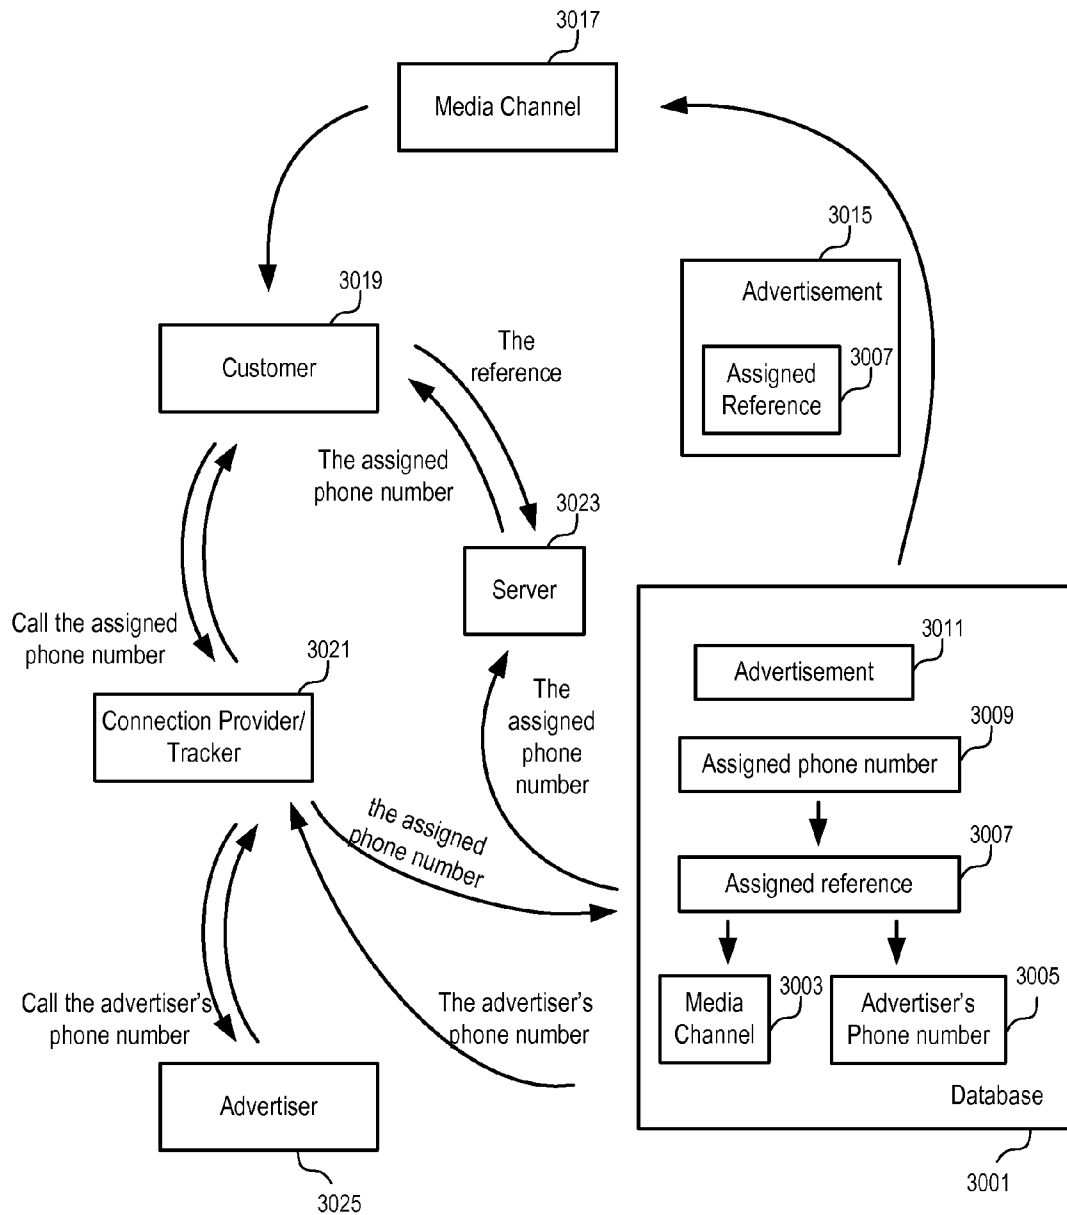 3017
Media Channel
3015
Advertisement
3007
Assigned
Reference
3019
Customer
The
reference
The assigned
phone number
3023
Server
Call the assigned
phone number
3021
Connection Provider/
Tracker
The
assigned
phone
number
the assigned
phone number
3011
Advertisement
3009
Assigned phone number
3007
Assigned reference
Media
Channel
3003
Advertiser's
Phone number
3005
Database
3001
Call the advertiser's
phone number
The advertiser's
phone number
Advertiser
3025